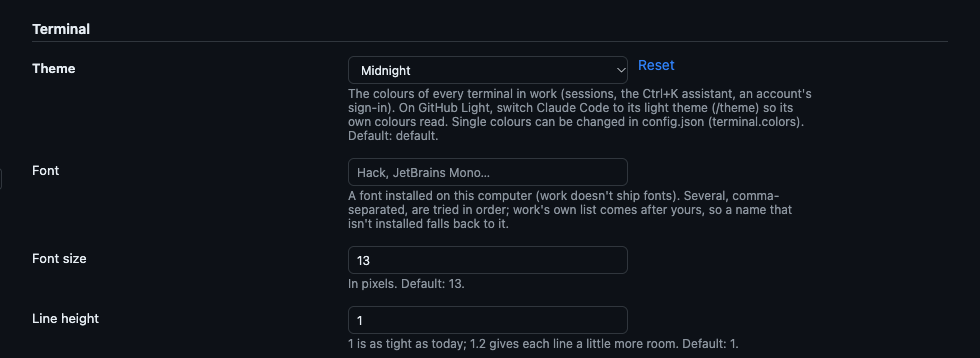 Terminal
Theme
Midnight
Reset
The colours of every terminal in work (sessions, the Ctrl+K assistant, an account's
sign-in). On GitHub Light, switch Claude Code to its light theme (/theme) so its
own colours read. Single colours can be changed in config.json (terminal.colors).
Default: default.
Font
Hack, JetBrains Mono...
A font installed on this computer (work doesn't ship fonts). Several, comma-
separated, are tried in order; work's own list comes after yours, so a name that
isn't installed falls back to it.
Font size
13
In pixels. Default: 13.
Line height
1
1 is as tight as today; 1.2 gives each line a little more room. Default: 1.